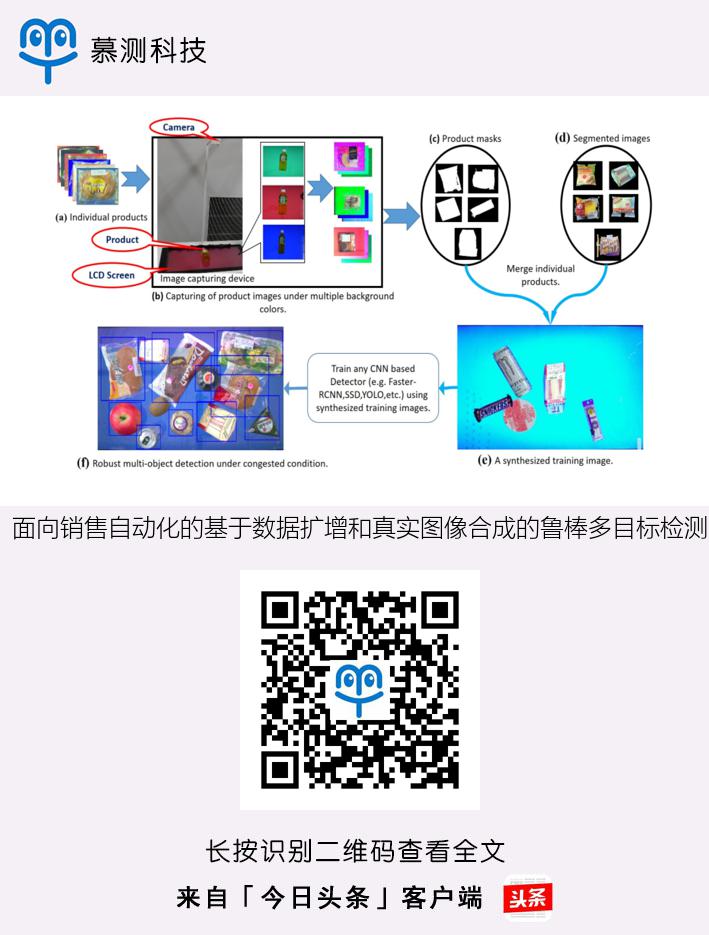 慕测科技
Camera
(c) Product masks
(d) Segmented images
(a) Individual products
Product
LCD Screen
Image capturing device
(b) Capturing of product images under multiple background
colors.
Merge individual
products.
Train any CNN based
Detector (e.g. Faster-
RCNN,SSD,YOLO,etc.) using
synthesized training images.
(f) Robust multi-object detection under congested condition.
(e) A synthesized training image.
面向销售自动化的基于数据扩增和真实图像合成的鲁棒多目标检测
长按识别二维码查看全文
来自「今日头条」客户端
头条